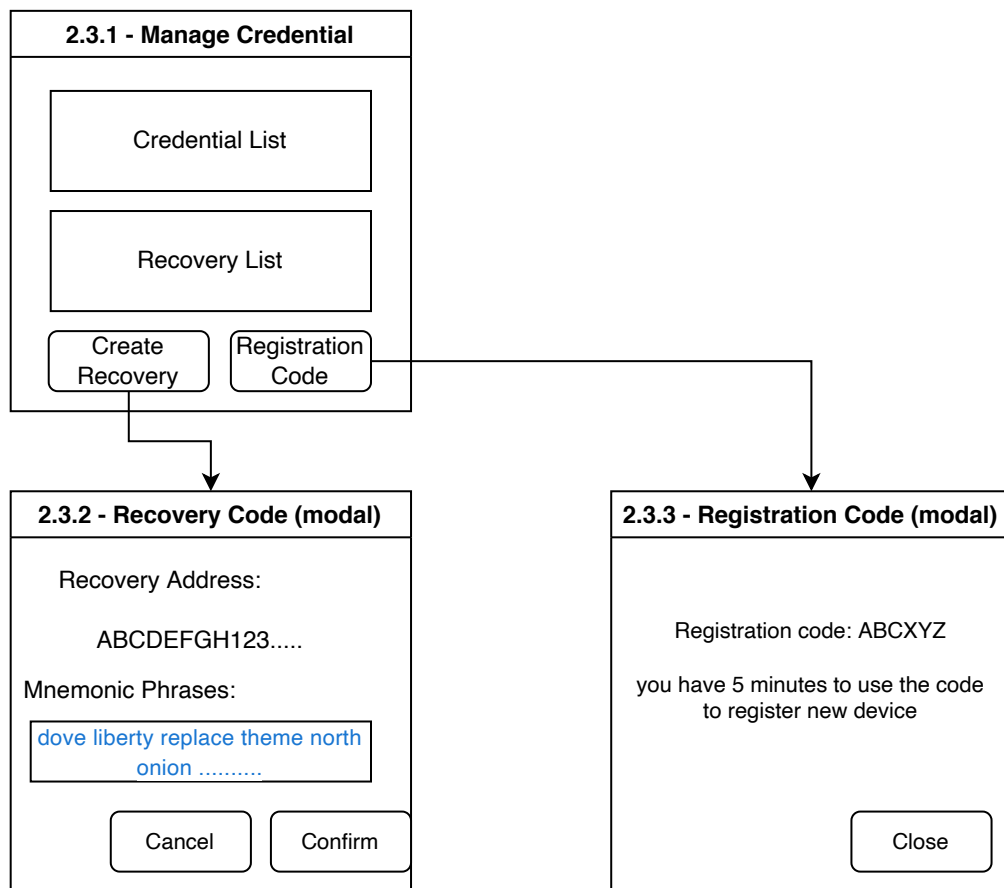 2.3.1 - Manage Credential
Credential List
Recovery List
Create
Recovery
Registration
Code
2.3.2 - Recovery Code (modal)
Recovery Address:
ABCDEFGH123.....
Mnemonic Phrases:
dove liberty replace theme north
onion ..........
Cancel
Confirm
2.3.3 - Registration Code (modal)
Registration code: ABCXYZ
you have 5 minutes to use the code
to register new device
Close